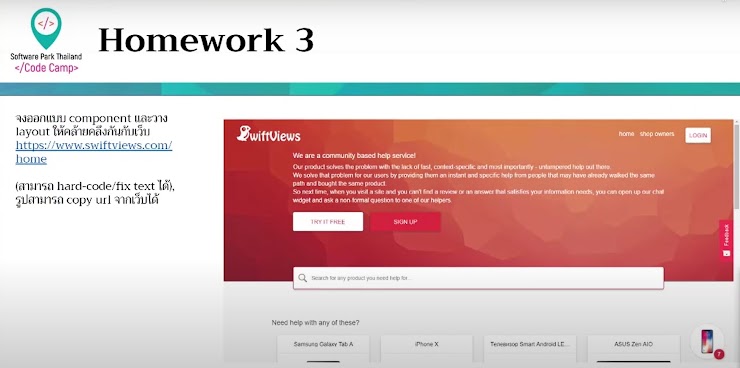 Software Park Thailand
</Code Camp>
Homework 3
จงออกแบบ component และวาง
layout ให้คล้ายคลึงกันกับเว็บ
https://www.swiftviews.com/
home
(สามารถ hard-code/fix text ได้),
รูปสามารถ copy url จากเว็บได้
SwiftViews
home
shop owners
LOGIN
We are a community based help service!
Our product solves the problem with the lack of fast, context-specific and most importantly - untampered help out there.
We solve that problem for our users by providing them an instant and specific help from people that may have already walked the same
path and bought the same product.
So next time, when you visit a site and you can't find a review or an answer that satisfies your information needs, you can open up our chat
widget and ask a non-formal question to one of our helpers.
TRY IT FREE
SIGN UP
Feedback
Search for any product you need help for...
Need help with any of these?
Samsung Galaxy Tab A
iPhone X
Телевизор Smart Android LE...
ASUS Zen AIO
7